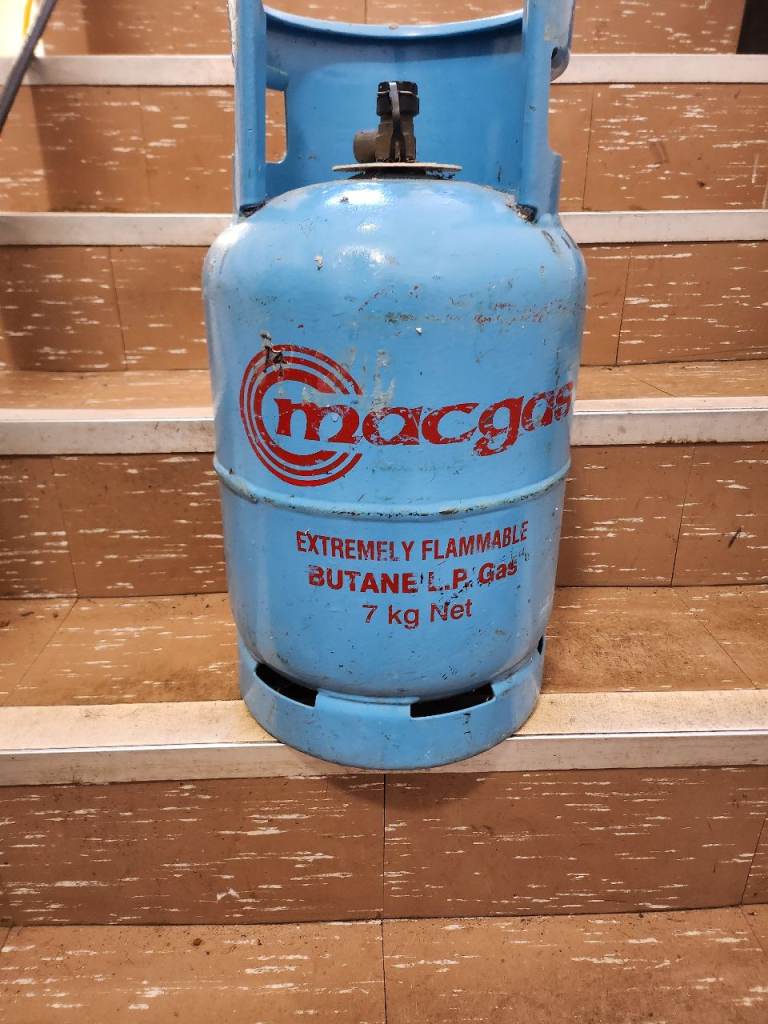 macgas
EXTREMELY FLAMMABLE
BUTANE L.P. Gas
7 kg Net